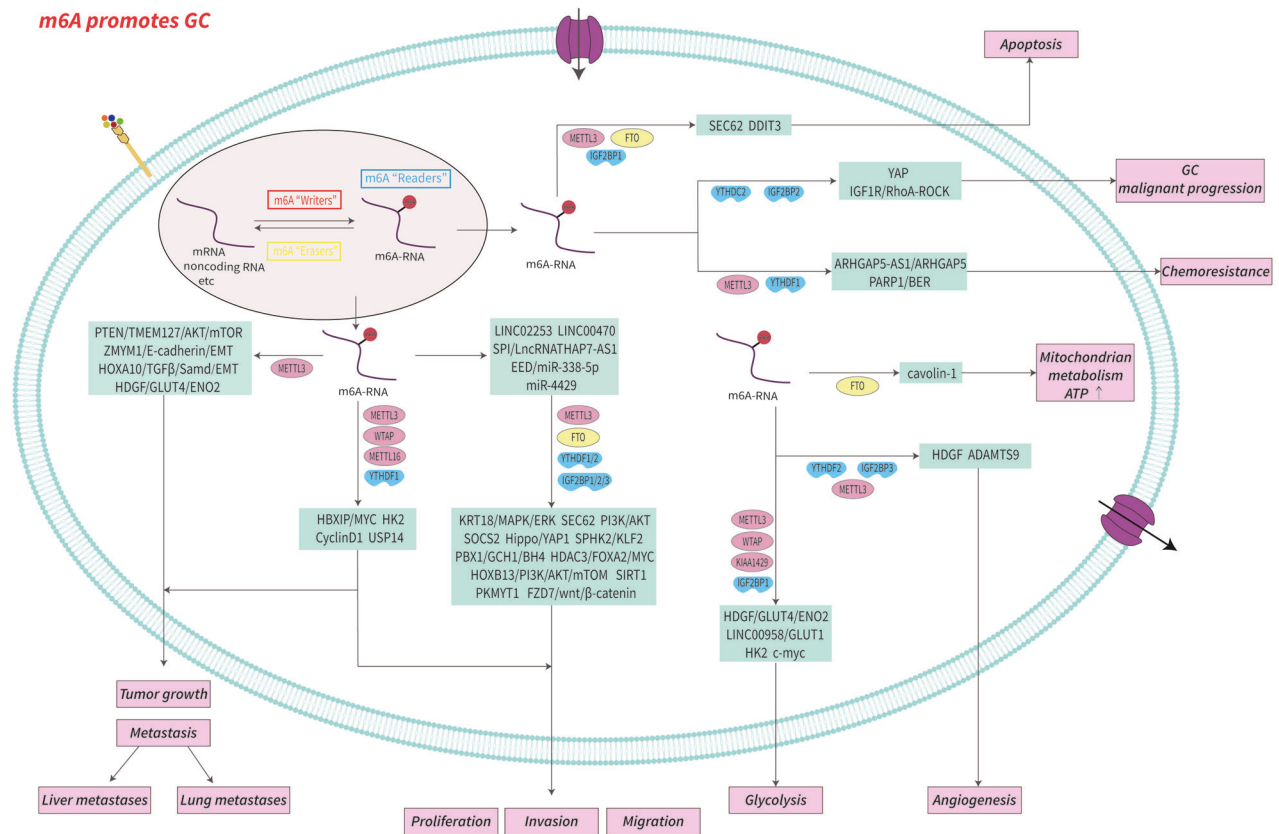 m6A promotes GC
Apoptosis
METTL3
FTO
IGF2BP1
SEC62 DDIT3
m6A "Writers"
m6A "Readers"
m6A "Erasers"
mRNA
noncoding RNA
etc
m6A-RNA
m6A-RNA
YTHDC2
IGF2BP2
YAP
IGF1R/RhoA-ROCK
GC
malignant progression
METTL3
YTHDF1
ARHGAP5-AS1/ARHGAP5
PARP1/BER
Chemoresistance
PTEN/TMEM127/AKT/mTOR
ZMYM1/E-cadherin/EMT
HOXA10/TGFβ/Samd/EMT
HDGF/GLUT4/ENO2
METTL3
m6A-RNA
LINC02253 LINC00470
SPI/LncRNATHAP7-AS1
EED/miR-338-5p
miR-4429
m6A-RNA
FTO
cavolin-1
Mitochondrian
metabolism
ATP ↑
METTL3
WTAP
METTL16
YTHDF1
METTL3
FTO
YTHDF1/2
IGF2BP1/2/3
YTHDF2
IGF2BP3
METTL3
HDGF ADAMTS9
HBXIP/MYC HK2
CyclinD1 USP14
KRT18/MAPK/ERK SEC62 PI3K/AKT
SOCS2 Hippo/YAP1 SPHK2/KLF2
PBX1/GCH1/BH4 HDAC3/FOXA2/MYC
HOXB13/PI3K/AKT/mTOM SIRT1
PKMYT1 FZD7/wnt/β-catenin
METTL3
WTAP
KIAA1429
IGF2BP1
HDGF/GLUT4/ENO2
LINC00958/GLUT1
HK2 c-myc
Tumor growth
Metastasis
Liver metastases
Lung metastases
Proliferation
Invasion
Migration
Glycolysis
Angiogenesis